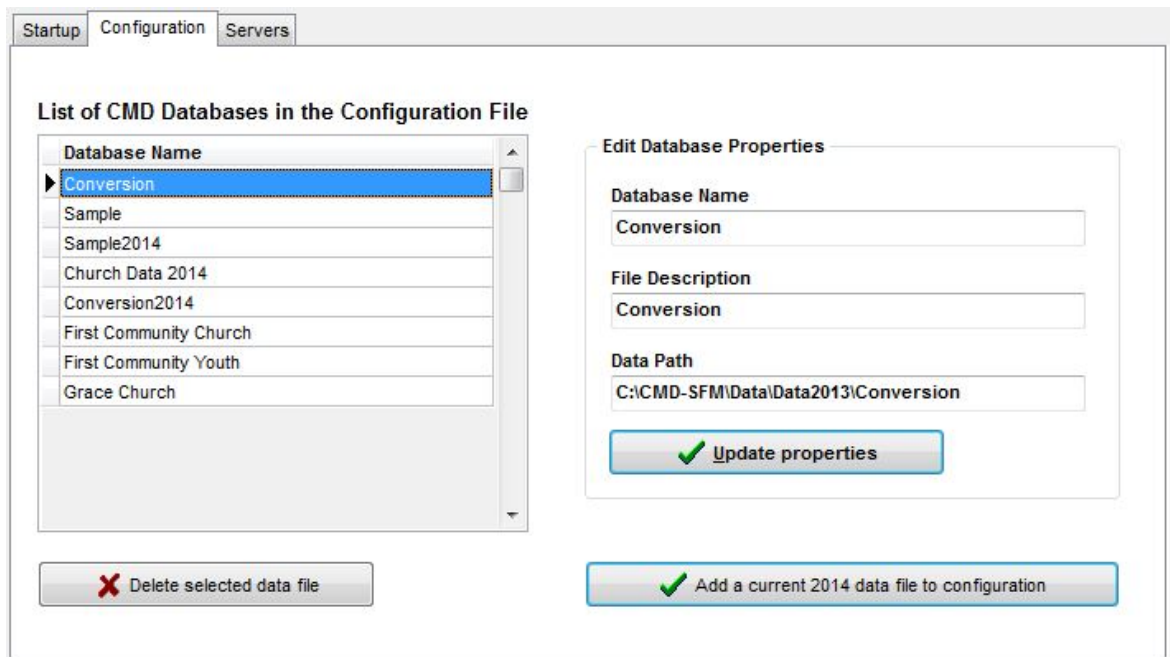 Startup
Configuration
Servers
List of CMD Databases in the Configuration File
Database Name
Conversion
Sample
Sample2014
Church Data 2014
Conversion2014
First Community Church
First Community Youth
Grace Church
Delete selected data file
Edit Database Properties
Database Name
Conversion
File Description
Conversion
Data Path
C:\CMD-SFM\Data\Data2013\Conversion
Update properties
Add a current 2014 data file to configuration